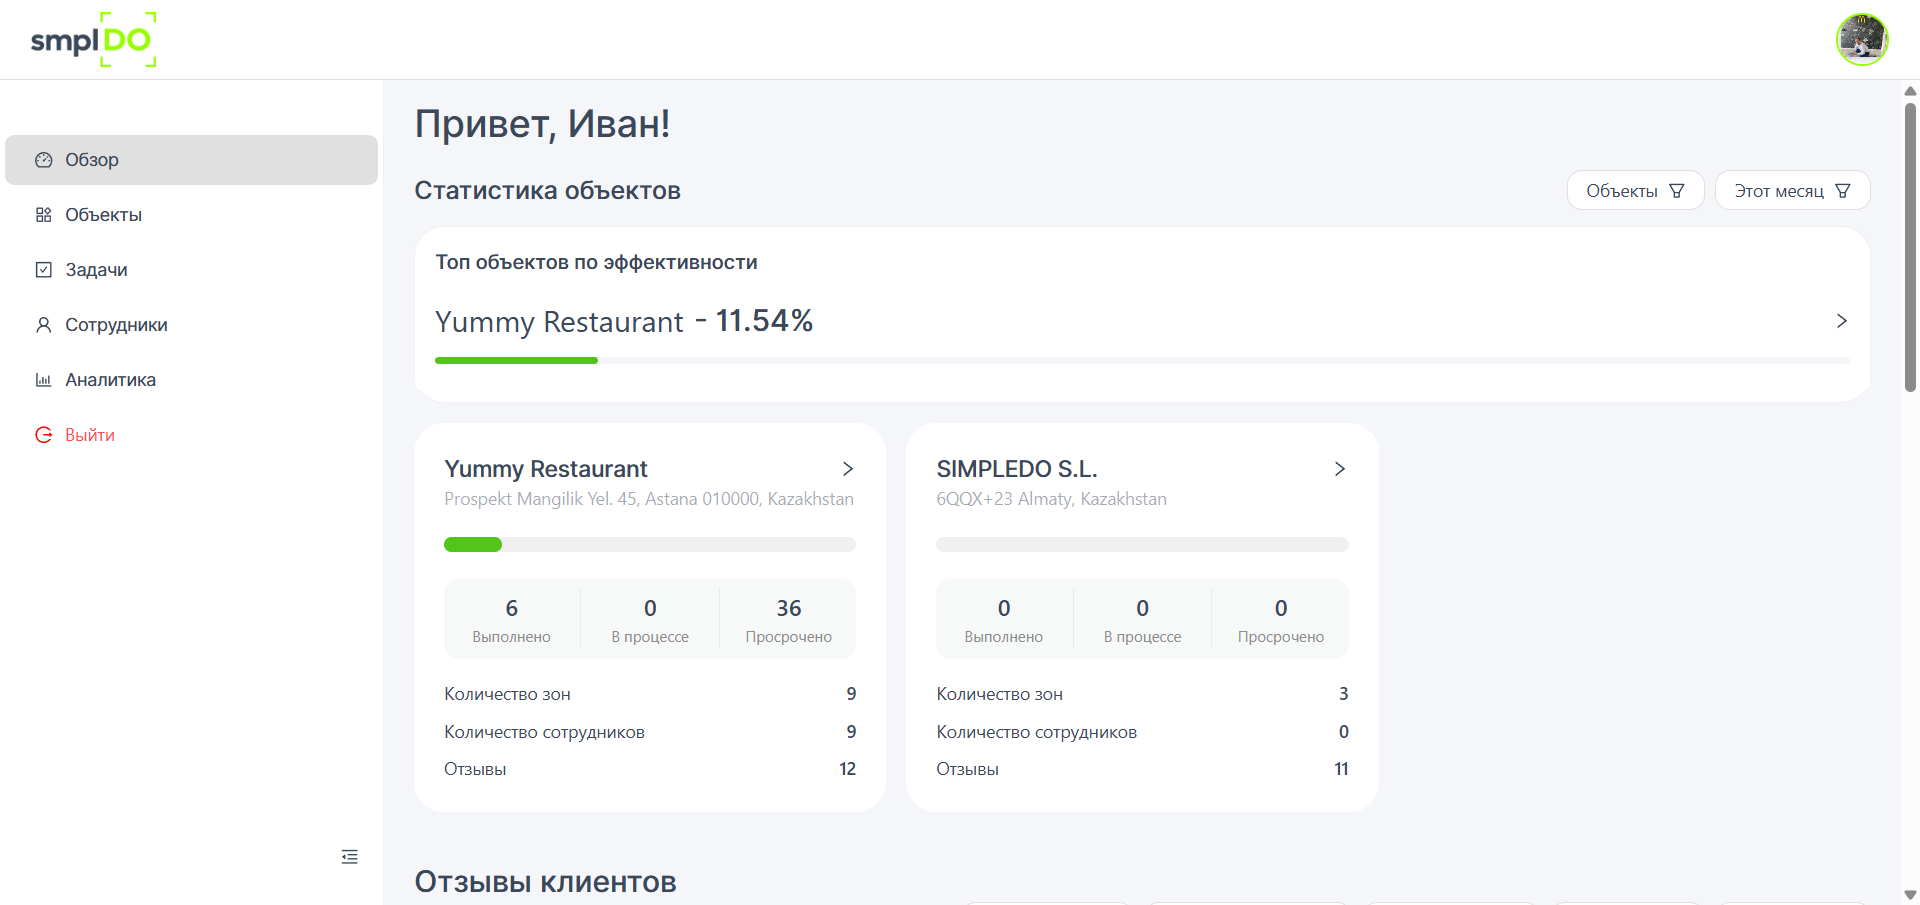 smplDO
Обзор
Объекты
Задачи
Сотрудники
Аналитика
Выйти
Привет, Иван!
Статистика объектов
Объекты
Этот месяц
Топ объектов по эффективности
Yummy Restaurant - 11.54%
Yummy Restaurant
Prospekt Mangilik Yel. 45, Astana 010000, Kazakhstan
6 0 36
Выполнено В процессе Просрочено
Количество зон 9
Количество сотрудников 9
Отзывы 12
SIMPLEDO S.L.
6QQX+23 Almaty, Kazakhstan
0 0 0
Выполнено В процессе Просрочено
Количество зон 3
Количество сотрудников 0
Отзывы 11
Отзывы клиентов